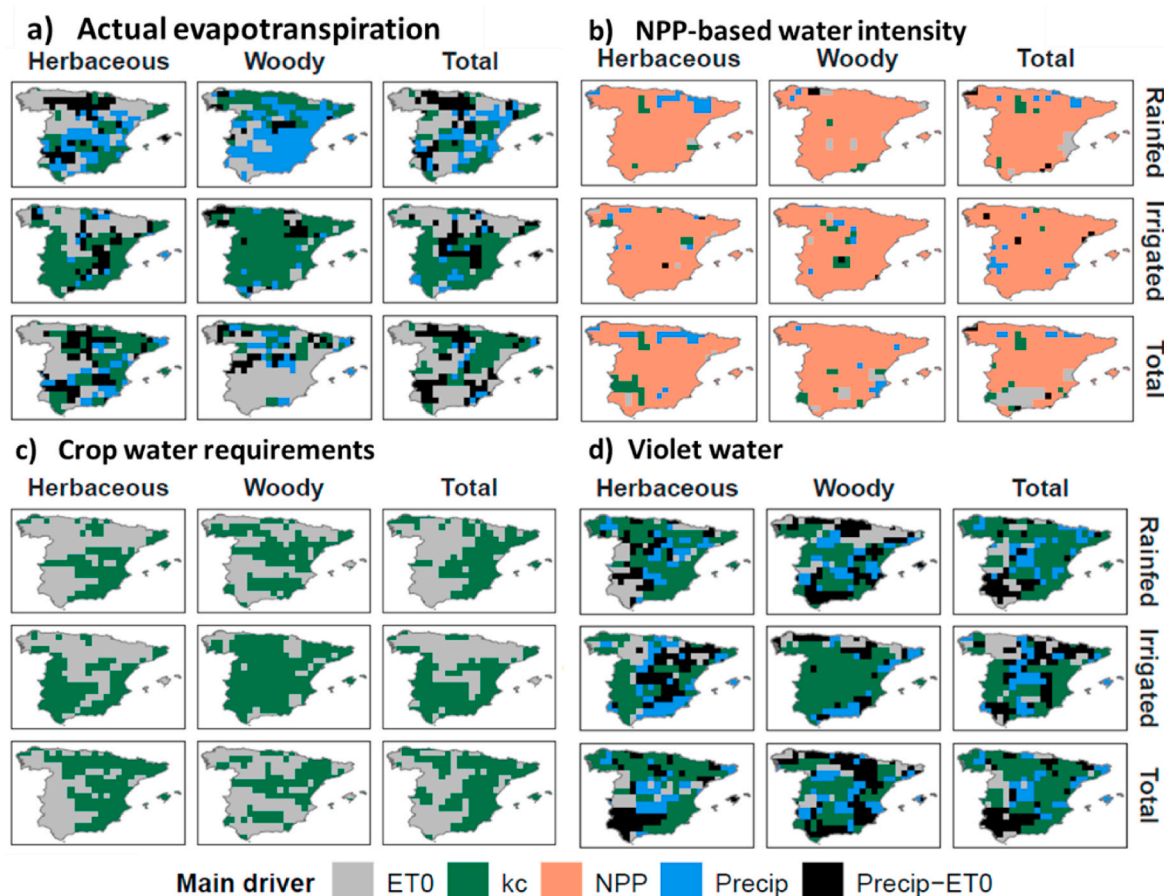 a) Actual evapotranspiration
Herbaceous Woody Total
b) NPP-based water intensity
Herbaceous Woody Total
Rainfed
Irrigated
Total
c) Crop water requirements
Herbaceous Woody Total
d) Violet water
Herbaceous Woody Total
Rainfed
Irrigated
Total
Main driver ET0 kc NPP Precip Precip−ET0